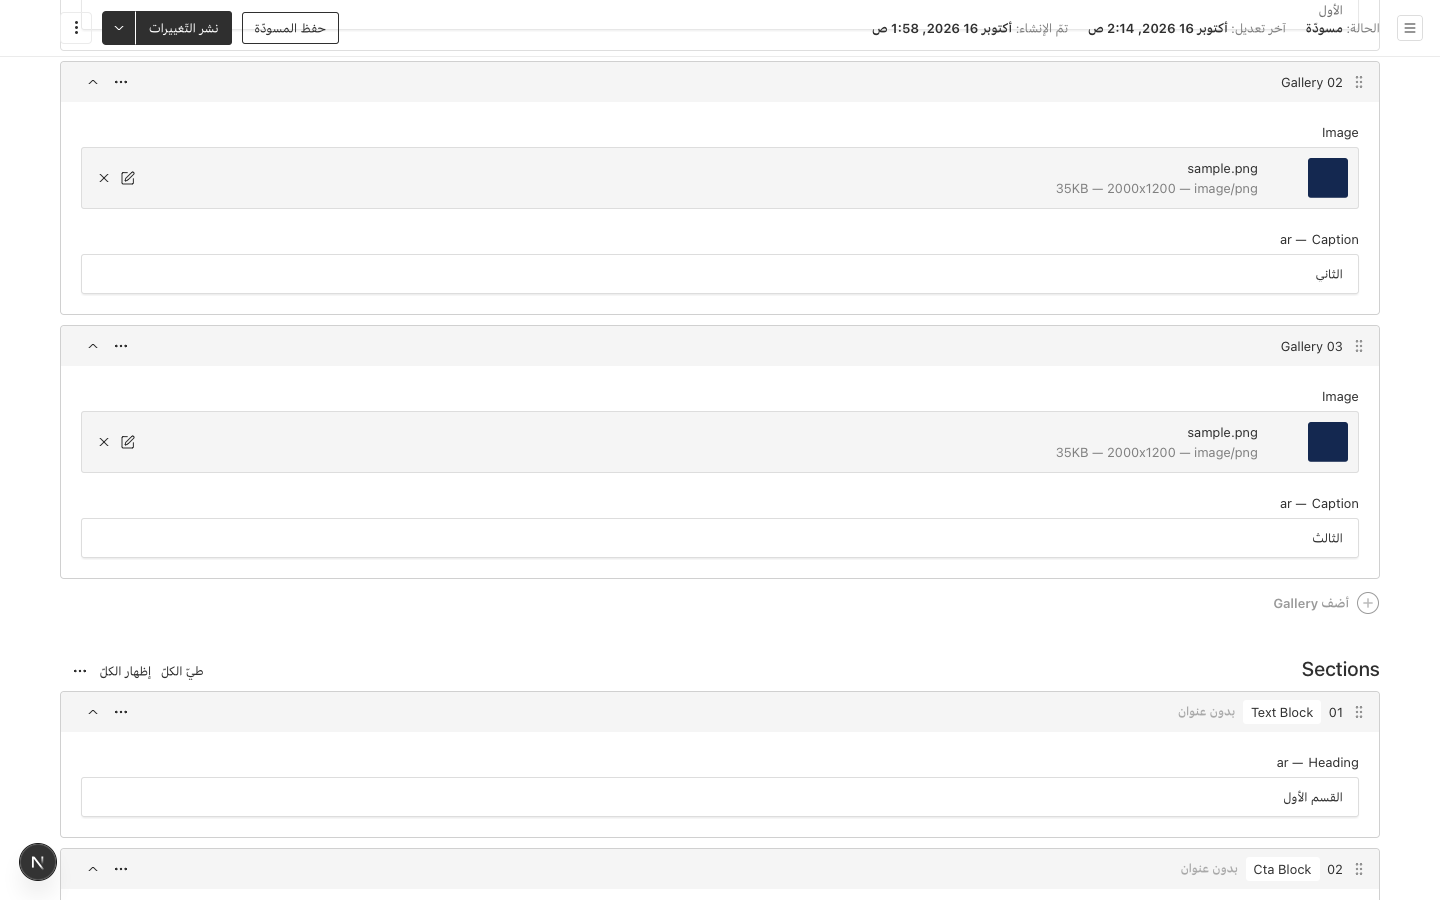 الأول
الحالة: مسودّة آخر تعديل: أكتوبر 16 2026, 2:14 ص تمّ الإنشاء: أكتوبر 16 2026, 1:58 ص حفظ المسودّة نشر التّغييرات
Gallery 02
Image
sample.png
35KB — 2000x1200 — image/png
Caption — ar
الثاني
Gallery 03
Image
sample.png
35KB — 2000x1200 — image/png
Caption — ar
الثالث
أضف Gallery
Sections طيّ الكلّ إظهار الكلّ
01 Text Block بدون عنوان
Heading — ar
القسم الأول
02 Cta Block بدون عنوان
N